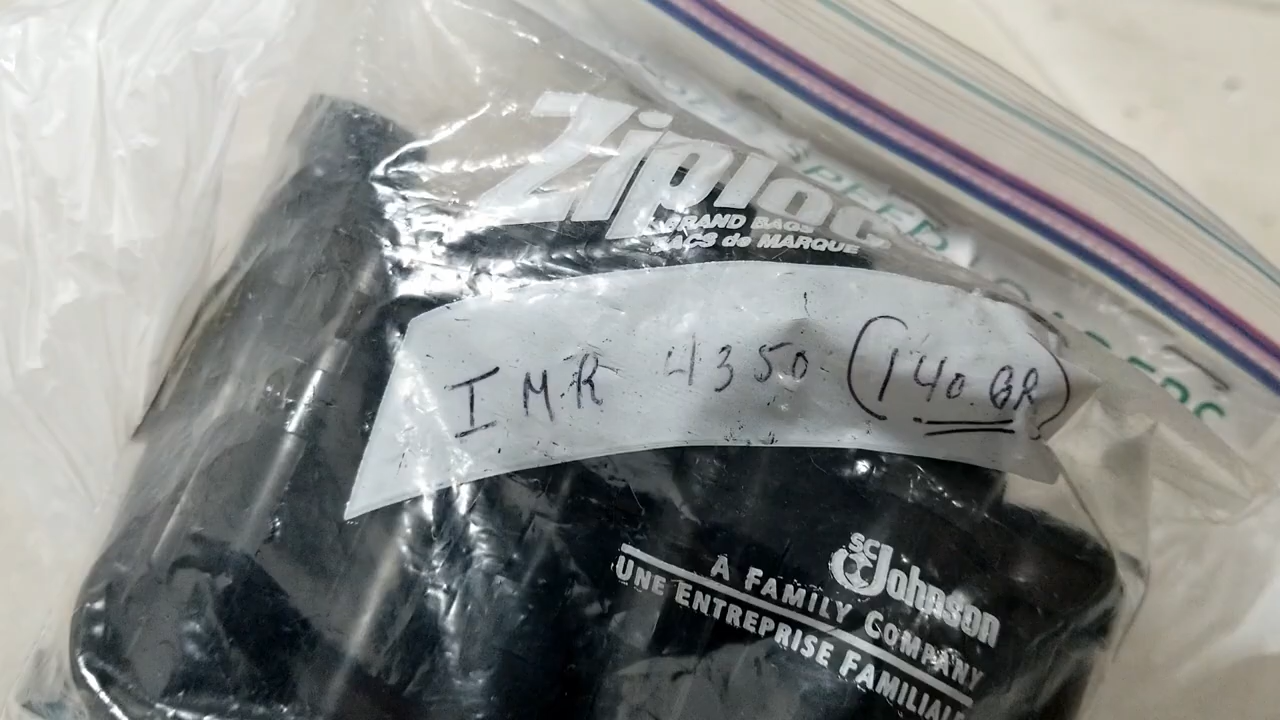 Ziploc
BRAND BAGS
SACS de MARQUE
IMR 4350 (140 GR)
SC Johnson
A FAMILY COMPANY
UNE ENTREPRISE FAMILIALE